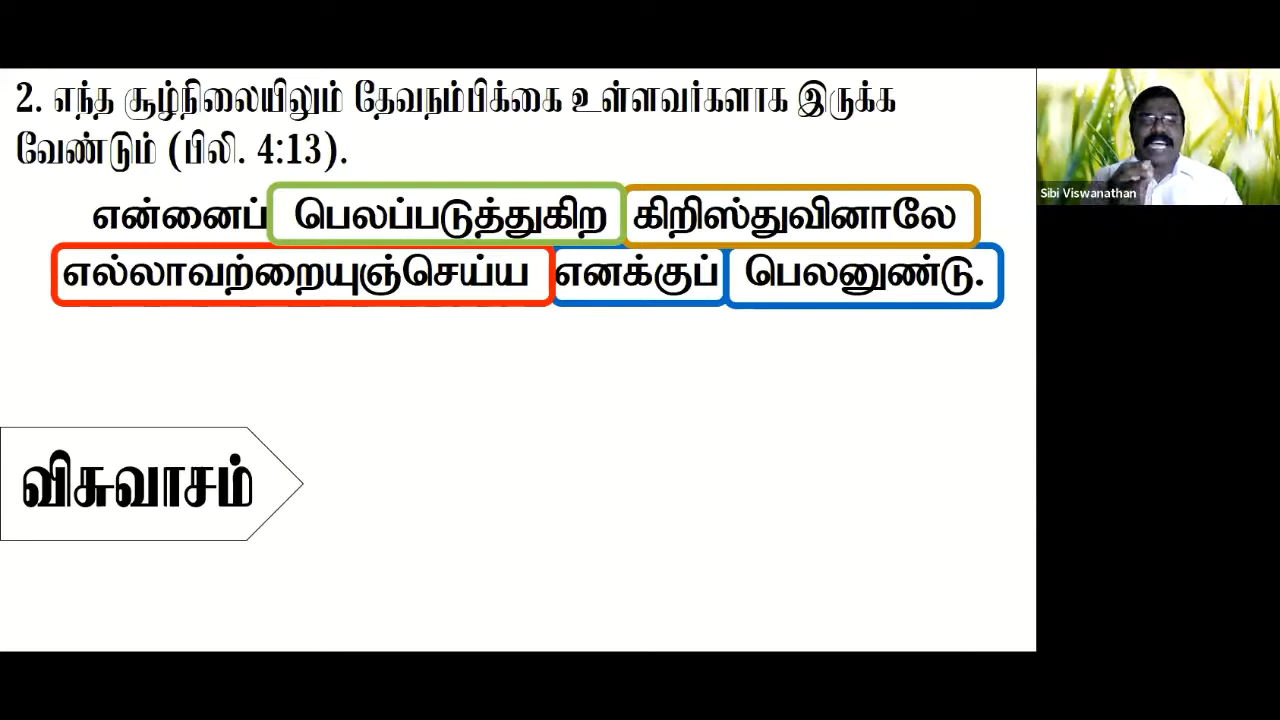 2. எந்த சூழ்நிலையிலும் தேவநம்பிக்கை உள்ளவர்களாக இருக்க
வேண்டும் (பிலி. 4:13).
என்னைப் பெலப்படுத்துகிற கிறிஸ்துவினாலே
எல்லாவற்றையுஞ்செய்ய எனக்குப் பெலனுண்டு.
விசுவாசம்
Sibi Viswanathan